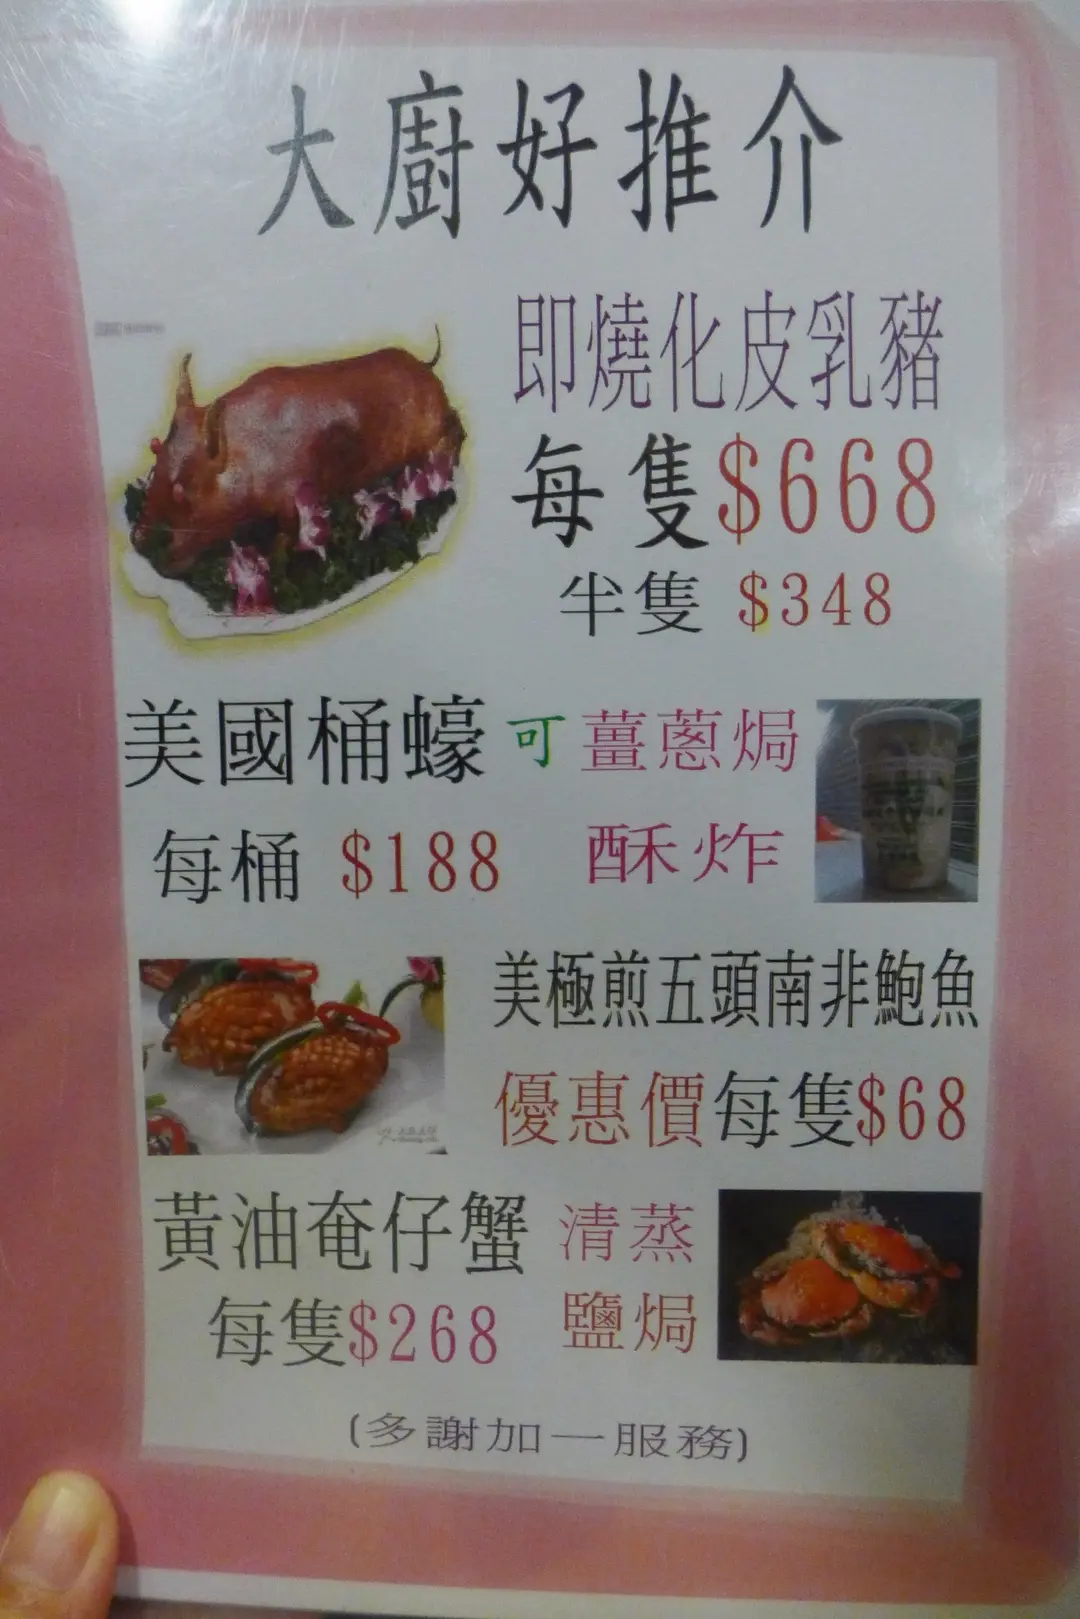 大廚好推介
即燒化皮乳豬
每隻$668
半隻 $348
美國桶蠔 可 薑蔥焗
每桶 $188 酥炸
美極煎五頭南非鮑魚
優惠價每隻$68
黃油奄仔蟹 清蒸
每隻$268 鹽焗
(多謝加一服務)